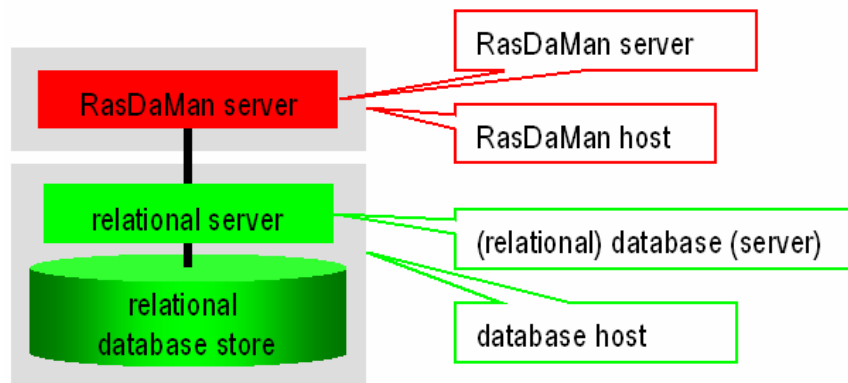 RasDaMan server
RasDaMan server
RasDaMan host
relational server
(relational) database (server)
relational
database store
database host